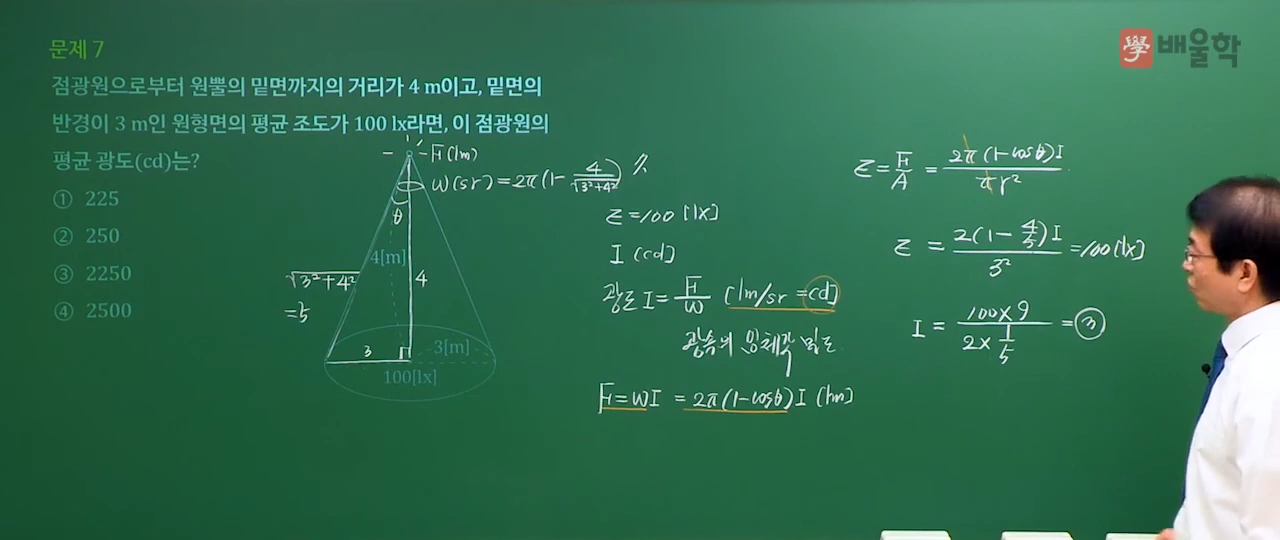 문제 7
學 배울학
점광원으로부터 원뿔의 밑면까지의 거리가 4 m이고, 밑면의
반경이 3 m인 원형면의 평균 조도가 100 lx라면, 이 점광원의
평균 광도(cd)는?
① 225
② 250
③ 2250
④ 2500
F(lm)
ω(sr) = 2π(1 - 4/√3²+4²)
θ
4[m]
4
√3²+4²
=5
3
3[m]
100[lx]
E = 100 [lx]
I (cd)
광도 I = F/ω [lm/sr = cd]
광속의 입체각 밀도
F = ωI = 2π(1-cosθ)I (lm)
E = F/A = 2π(1-cosθ)I / πr²
E = 2(1 - 4/5)I / 3² = 100 [lx]
I = 100×9 / 2×1/5 = ③